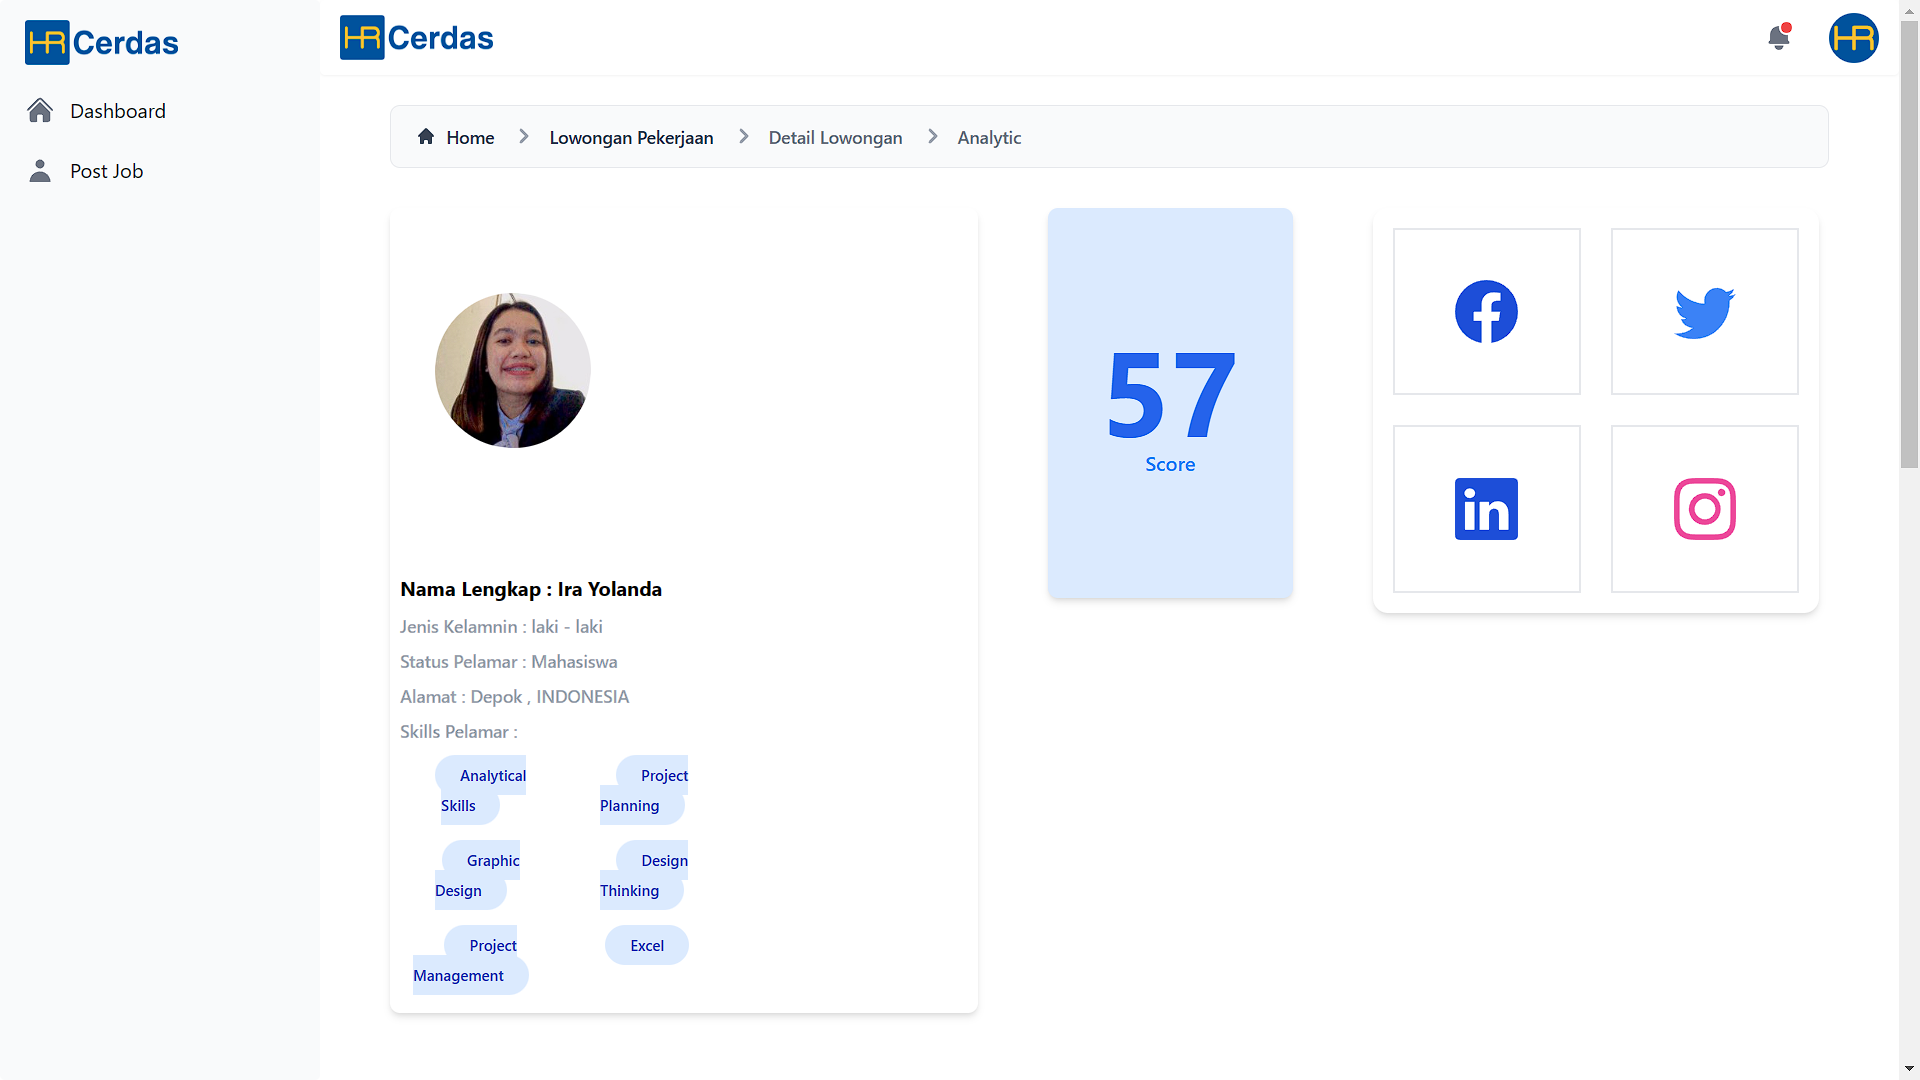 HR Cerdas
Dashboard
Post Job
HR Cerdas
HR
Home
Lowongan Pekerjaan
Detail Lowongan
Analytic
Nama Lengkap : Ira Yolanda
Jenis Kelamnin : laki - laki
Status Pelamar : Mahasiswa
Alamat : Depok , INDONESIA
Skills Pelamar :
Analytical
Skills
Project
Planning
Graphic
Design
Design
Thinking
Project
Management
Excel
57
Score
in